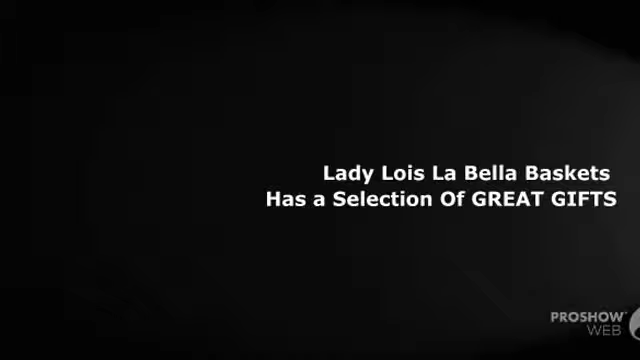 Lady Lois La Bella Baskets
Has a Selection Of GREAT GIFTS
PROSHOW
WEB